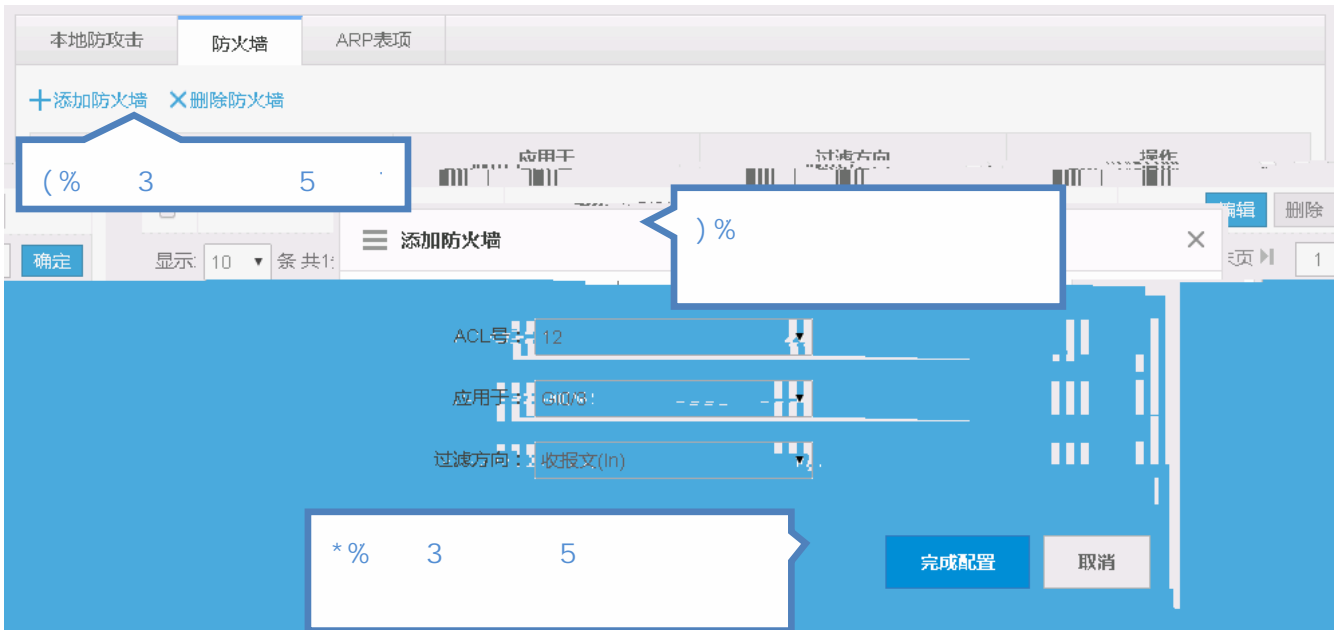 本地防攻击 防火墙 ARP表项
添加防火墙 删除防火墙
应用于 过滤方向 操作
(% 3 5
)%
编辑 删除
添加防火墙
确定 显示: 10 条 共1
页 1
ACL号： 12
应用于：
过滤方向： 收报文(In)
*% 3 5
完成配置 取消